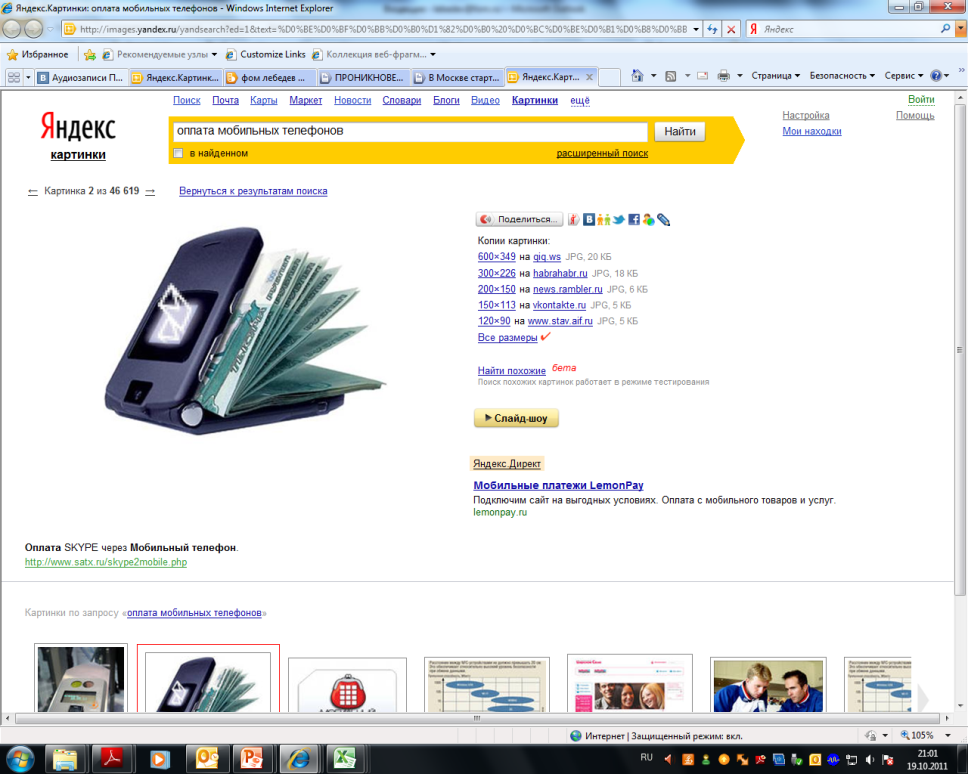 Яндекс.Картинки: оплата мобильных телефонов - Windows Internet Explorer
http://images.yandex.ru/yandsearch?ed=1&text=%D0%BE%D0%BF%D0%BB%D0%B0%D1%82%D0%B0%20%D0%BC%D0%BE%D0%B1%D0%B8%D0%BB
Яндекс
Избранное
Рекомендуемые узлы
Customize Links
Коллекция веб-фрагм...
Аудиозаписи П...
Яндекс.Картинк...
фом лебедев ...
ПРОНИКНОВЕ...
В Москве старт...
Яндекс.Карт...
Страница
Безопасность
Сервис
Поиск Почта Карты Маркет Новости Словари Блоги Видео Картинки ещё
Войти
Настройка Помощь
Мои находки
Яндекс
картинки
оплата мобильных телефонов
Найти
в найденном
расширенный поиск
← Картинка 2 из 46 619 →
Вернуться к результатам поиска
Поделиться...
Копии картинки:
600×349 на gig.ws JPG, 20 КБ
300×226 на habrahabr.ru JPG, 18 КБ
200×150 на news.rambler.ru JPG, 6 КБ
150×113 на vkontakte.ru JPG, 5 КБ
120×90 на www.stav.aif.ru JPG, 5 КБ
Все размеры
Найти похожие бета
Поиск похожих картинок работает в режиме тестирования
Слайд-шоу
Яндекс.Директ
Мобильные платежи LemonPay
Подключим сайт на выгодных условиях. Оплата с мобильного товаров и услуг.
lemonpay.ru
Оплата SKYPE через Мобильный телефон.
http://www.satx.ru/skype2mobile.php
Картинки по запросу «оплата мобильных телефонов»
Интернет | Защищенный режим: вкл.
105%
RU
21:01
19.10.2011